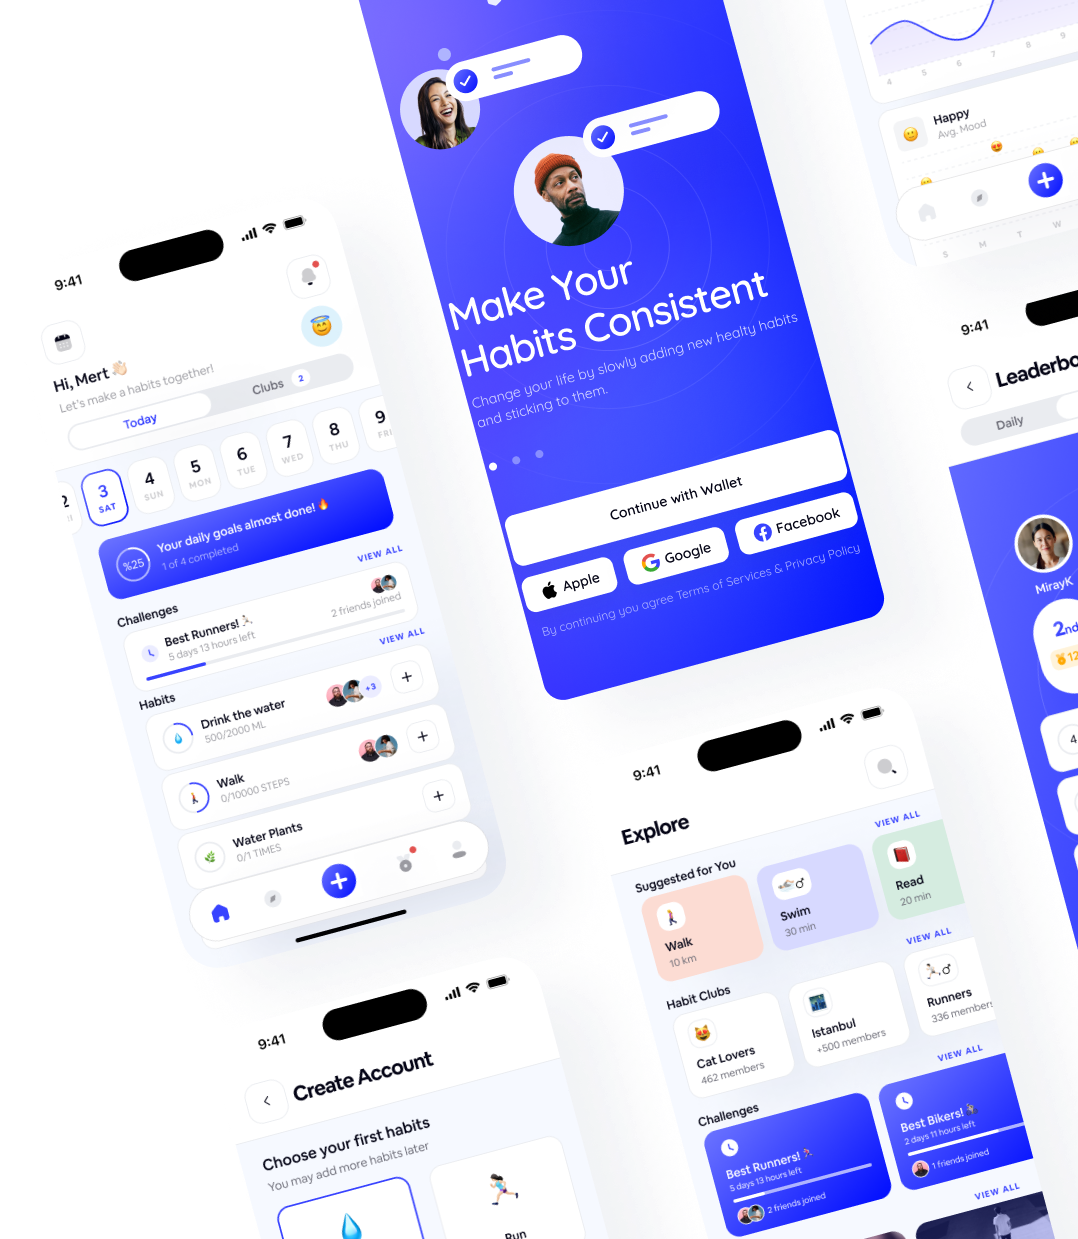 4 5 6 7 8 9
Happy
Avg. Mood
S M T W
Make Your
Habits Consistent
Change your life by slowly adding new healty habits
and sticking to them.
Continue with Wallet
Apple
Google
Facebook
By continuing you agree Terms of Services & Privacy Policy
9:41
Hi, Mert
Let's make a habits together!
Today
Clubs 2
3 SAT
4 SUN
5 MON
6 TUE
7 WED
8 THU
9 FRI
%25
Your daily goals almost done!
1 of 4 completed
Challenges
VIEW ALL
Best Runners!
5 days 13 hours left
2 friends joined
Habits
VIEW ALL
Drink the water
500/2000 ML
+3
Walk
0/10000 STEPS
Water Plants
0/1 TIMES
9:41
Leaderbo
Daily
MirayK
2nd
12
4
9:41
Explore
Suggested for You
VIEW ALL
Walk
10 km
Swim
30 min
Read
20 min
Habit Clubs
VIEW ALL
Cat Lovers
462 members
Istanbul
+500 members
Runners
336 members
Challenges
VIEW ALL
Best Runners!
5 days 13 hours left
2 friends joined
Best Bikers!
2 days 11 hours left
1 friends joined
VIEW ALL
9:41
Create Account
Choose your first habits
You may add more habits later
Run